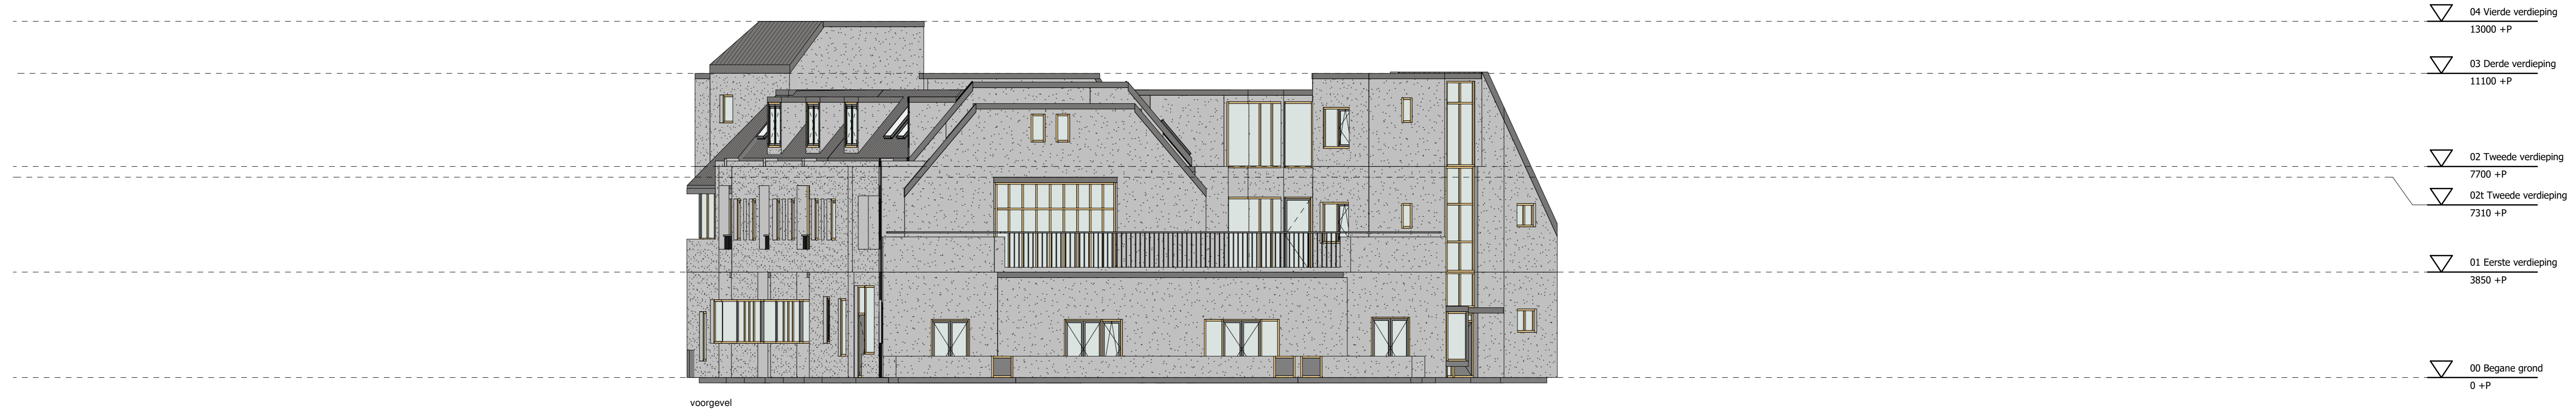 04 Vierde verdieping
13000 +P
03 Derde verdieping
11100 +P
02 Tweede verdieping
7700 +P
02t Tweede verdieping
7310 +P
01 Eerste verdieping
3850 +P
00 Begane grond
0 +P
voorgevel